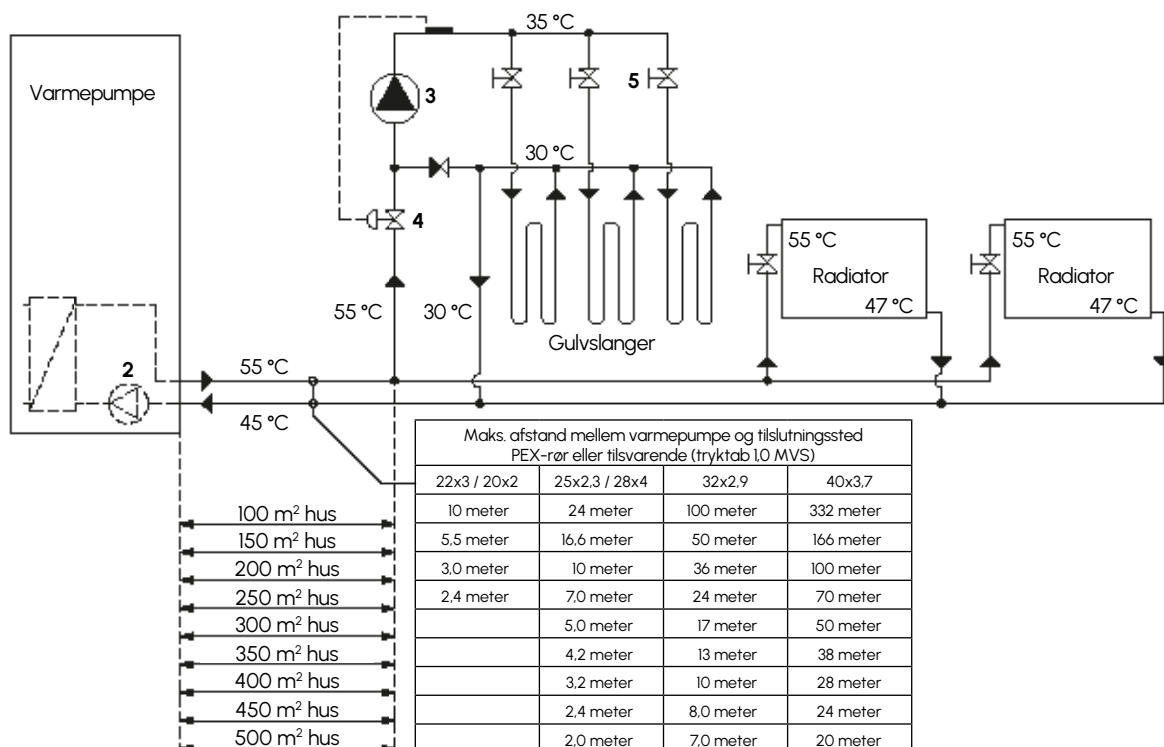 35 °C
Varmepumpe
3
5
30 °C
4
55 °C
Radiator
47 °C
55 °C
Radiator
47 °C
55 °C
30 °C
Gulvslanger
2
55 °C
45 °C
Maks. afstand mellem varmepumpe og tilslutningssted
PEX-rør eller tilsvarende (tryktab 1,0 MVS)
22x3 / 20x2 25x2,3 / 28x4 32x2,9 40x3,7
100 m² hus 10 meter 24 meter 100 meter 332 meter
150 m² hus 5,5 meter 16,6 meter 50 meter 166 meter
200 m² hus 3,0 meter 10 meter 36 meter 100 meter
250 m² hus 2,4 meter 7,0 meter 24 meter 70 meter
300 m² hus 5,0 meter 17 meter 50 meter
350 m² hus 4,2 meter 13 meter 38 meter
400 m² hus 3,2 meter 10 meter 28 meter
450 m² hus 2,4 meter 8,0 meter 24 meter
500 m² hus 2,0 meter 7,0 meter 20 meter